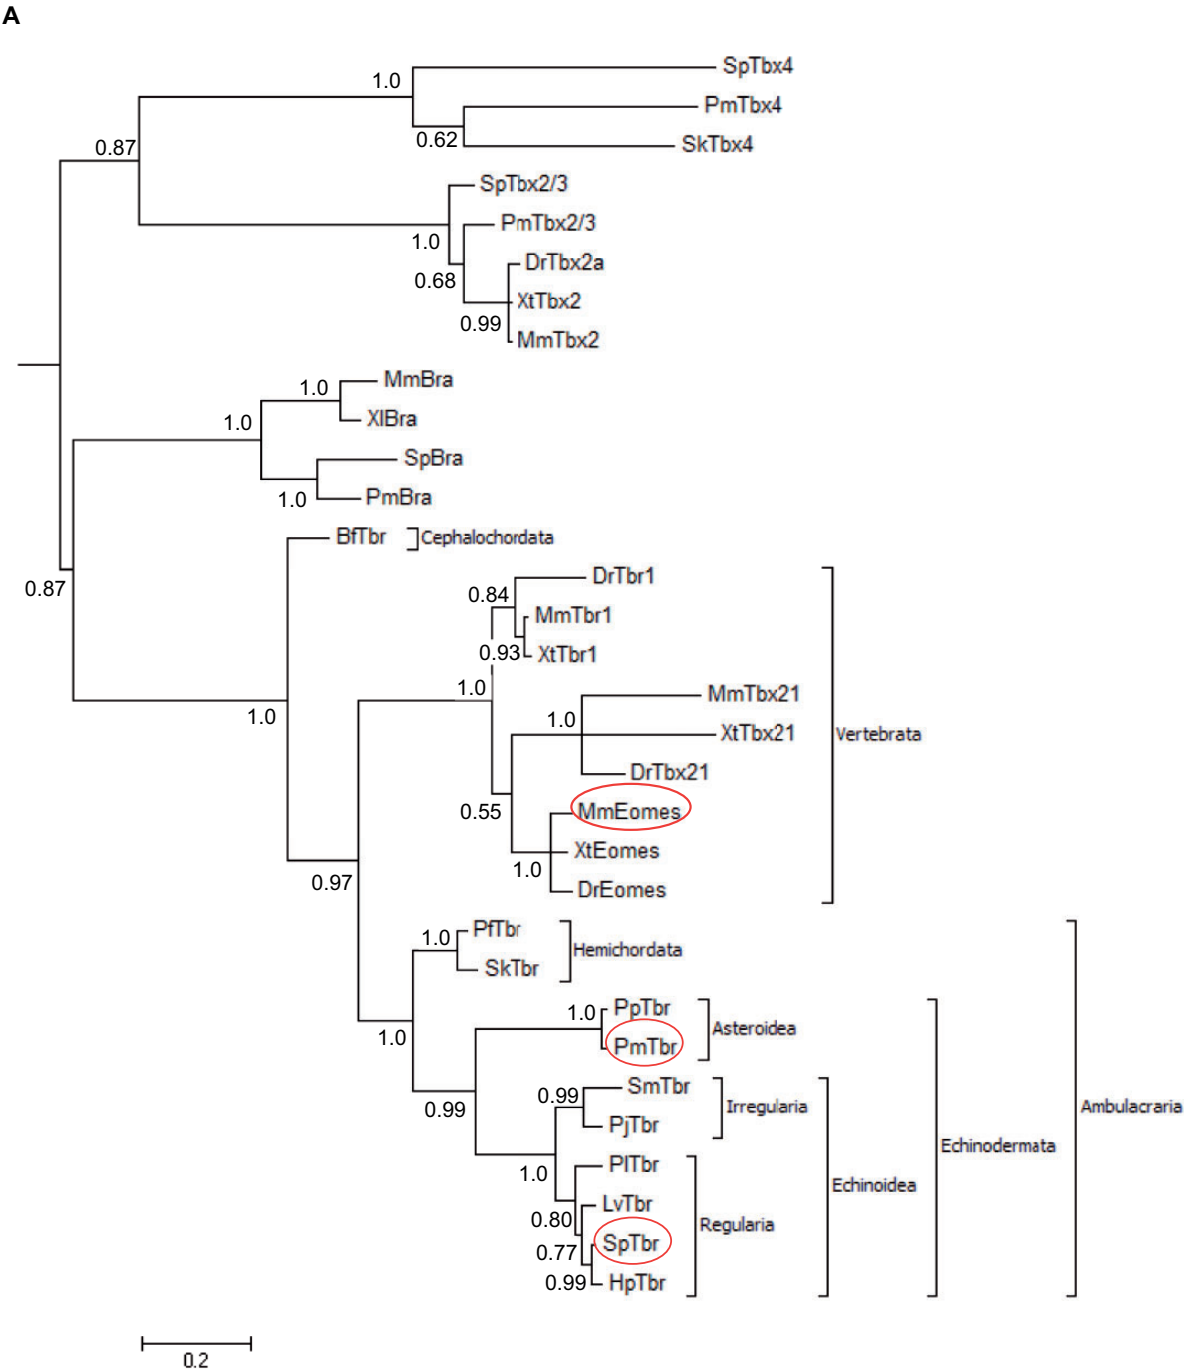 A
SpTbx4
1.0
PmTbx4
0.62
SkTbx4
0.87
SpTbx2/3
PmTbx2/3
1.0
DrTbx2a
0.68
XtTbx2
0.99
MmTbx2
MmBra
1.0
XlBra
1.0
SpBra
1.0
PmBra
BfTbr
Cephalochordata
0.87
DrTbr1
0.84
MmTbr1
0.93
XtTbr1
1.0
MmTbx21
1.0
XtTbx21
Vertebrata
1.0
DrTbx21
0.55
MmEomes
XtEomes
1.0
0.97
DrEomes
PfTbr
1.0
Hemichordata
SkTbr
PpTbr
1.0
Asteroidea
1.0
PmTbr
SmTbr
0.99
0.99
Irregularia
Ambulacraria
PjTbr
Echinodermata
PlTbr
1.0
Echinoidea
LvTbr
0.80
Regularia
SpTbr
0.77
0.99
HpTbr
0.2